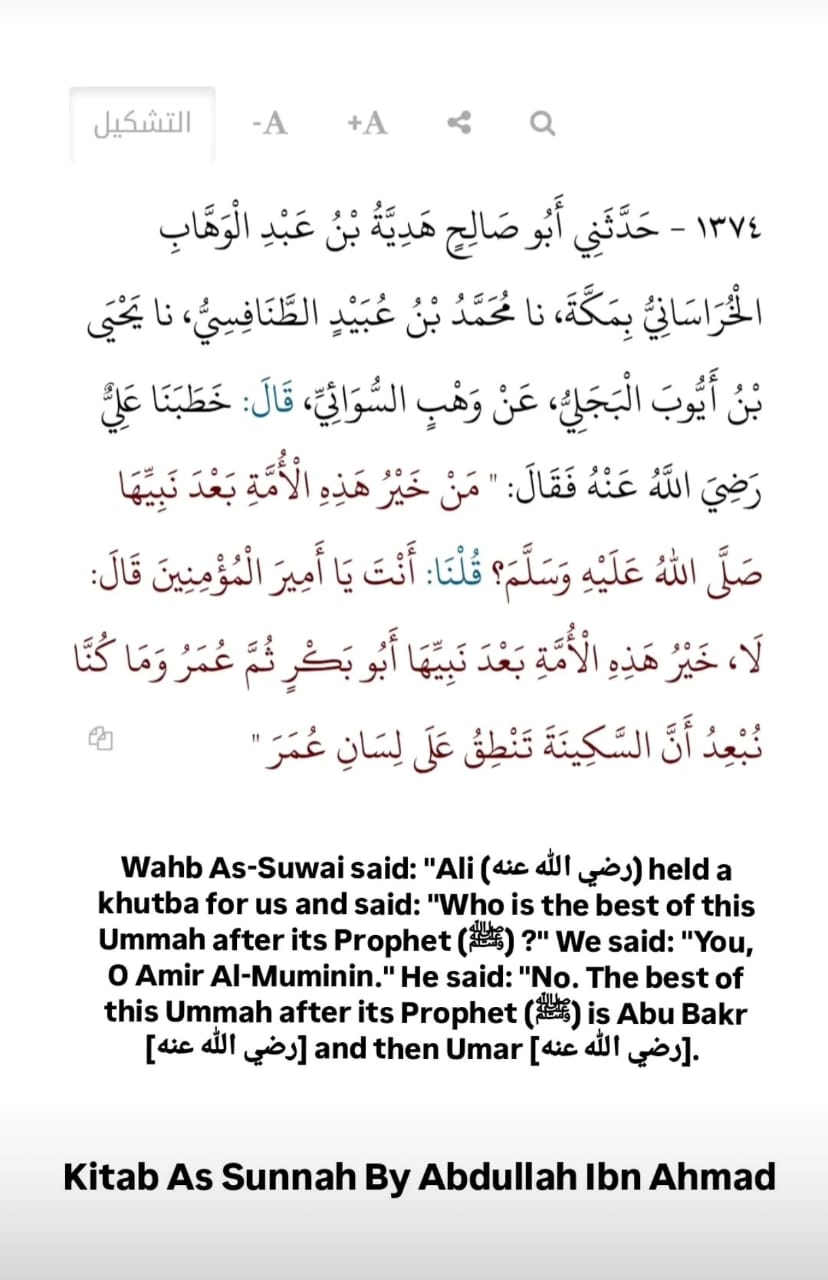 التشكيل -A +A
١٣٧٤ - حَدَّثَنِي أَبُو صَالِحٍ هَدِيَّةُ بْنُ عَبْدِ الْوَهَّابِ
الْخُرَاسَانِيُّ بِمَكَّةَ، نا مُحَمَّدُ بْنُ عُبَيْدٍ الطَّنَافِسِيُّ، نا يَحْيَى
بْنُ أَيُّوبَ الْبَجَلِيُّ، عَنْ وَهْبٍ السُّوَائِيِّ، قَالَ: خَطَبَنَا عَلِيٌّ
رَضِيَ اللَّهُ عَنْهُ فَقَالَ: " مَنْ خَيْرُ هَذِهِ الْأُمَّةِ بَعْدَ نَبِيِّهَا
صَلَّى اللهُ عَلَيْهِ وَسَلَّمَ؟ قُلْنَا: أَنْتَ يَا أَمِيرَ الْمُؤْمِنِينَ قَالَ:
لَا، خَيْرُ هَذِهِ الْأُمَّةِ بَعْدَ نَبِيِّهَا أَبُو بَكْرٍ ثُمَّ عُمَرُ وَمَا كُنَّا
نُبْعِدُ أَنَّ السَّكِينَةَ تَنْطِقُ عَلَى لِسَانِ عُمَرَ "
Wahb As-Suwai said: "Ali (رضي الله عنه) held a
khutba for us and said: "Who is the best of this
Ummah after its Prophet (ﷺ) ?" We said: "You,
O Amir Al-Muminin." He said: "No. The best of
this Ummah after its Prophet (ﷺ) is Abu Bakr
[رضي الله عنه] and then Umar [رضي الله عنه].
Kitab As Sunnah By Abdullah Ibn Ahmad